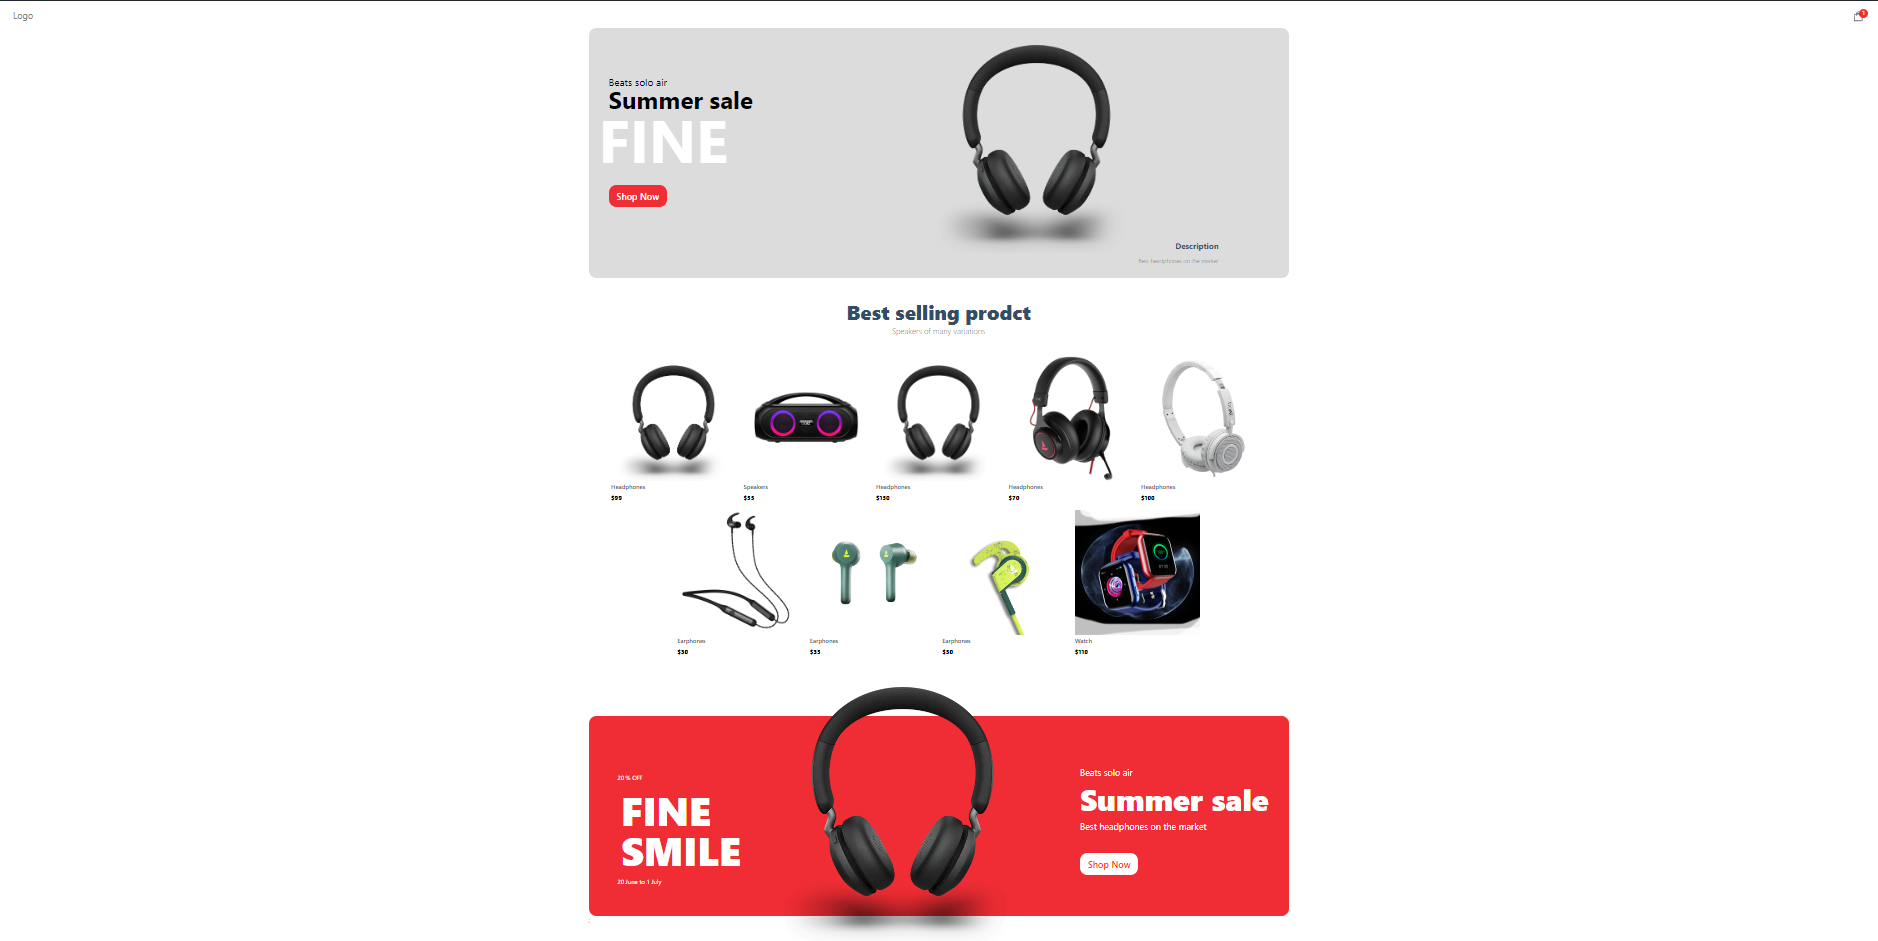 Logo
1
Beats solo air
Summer sale
FINE
Shop Now
Description
Best headphones on the market
Best selling prodct
Speakers of many variations
Headphones
$99
Speakers
$55
Headphones
$150
Headphones
$70
Headphones
$100
Earphones
$30
Earphones
$35
Earphones
$50
Watch
$110
20% OFF
FINE
SMILE
20 June to 1 July
Beats solo air
Summer sale
Best headphones on the market
Shop Now